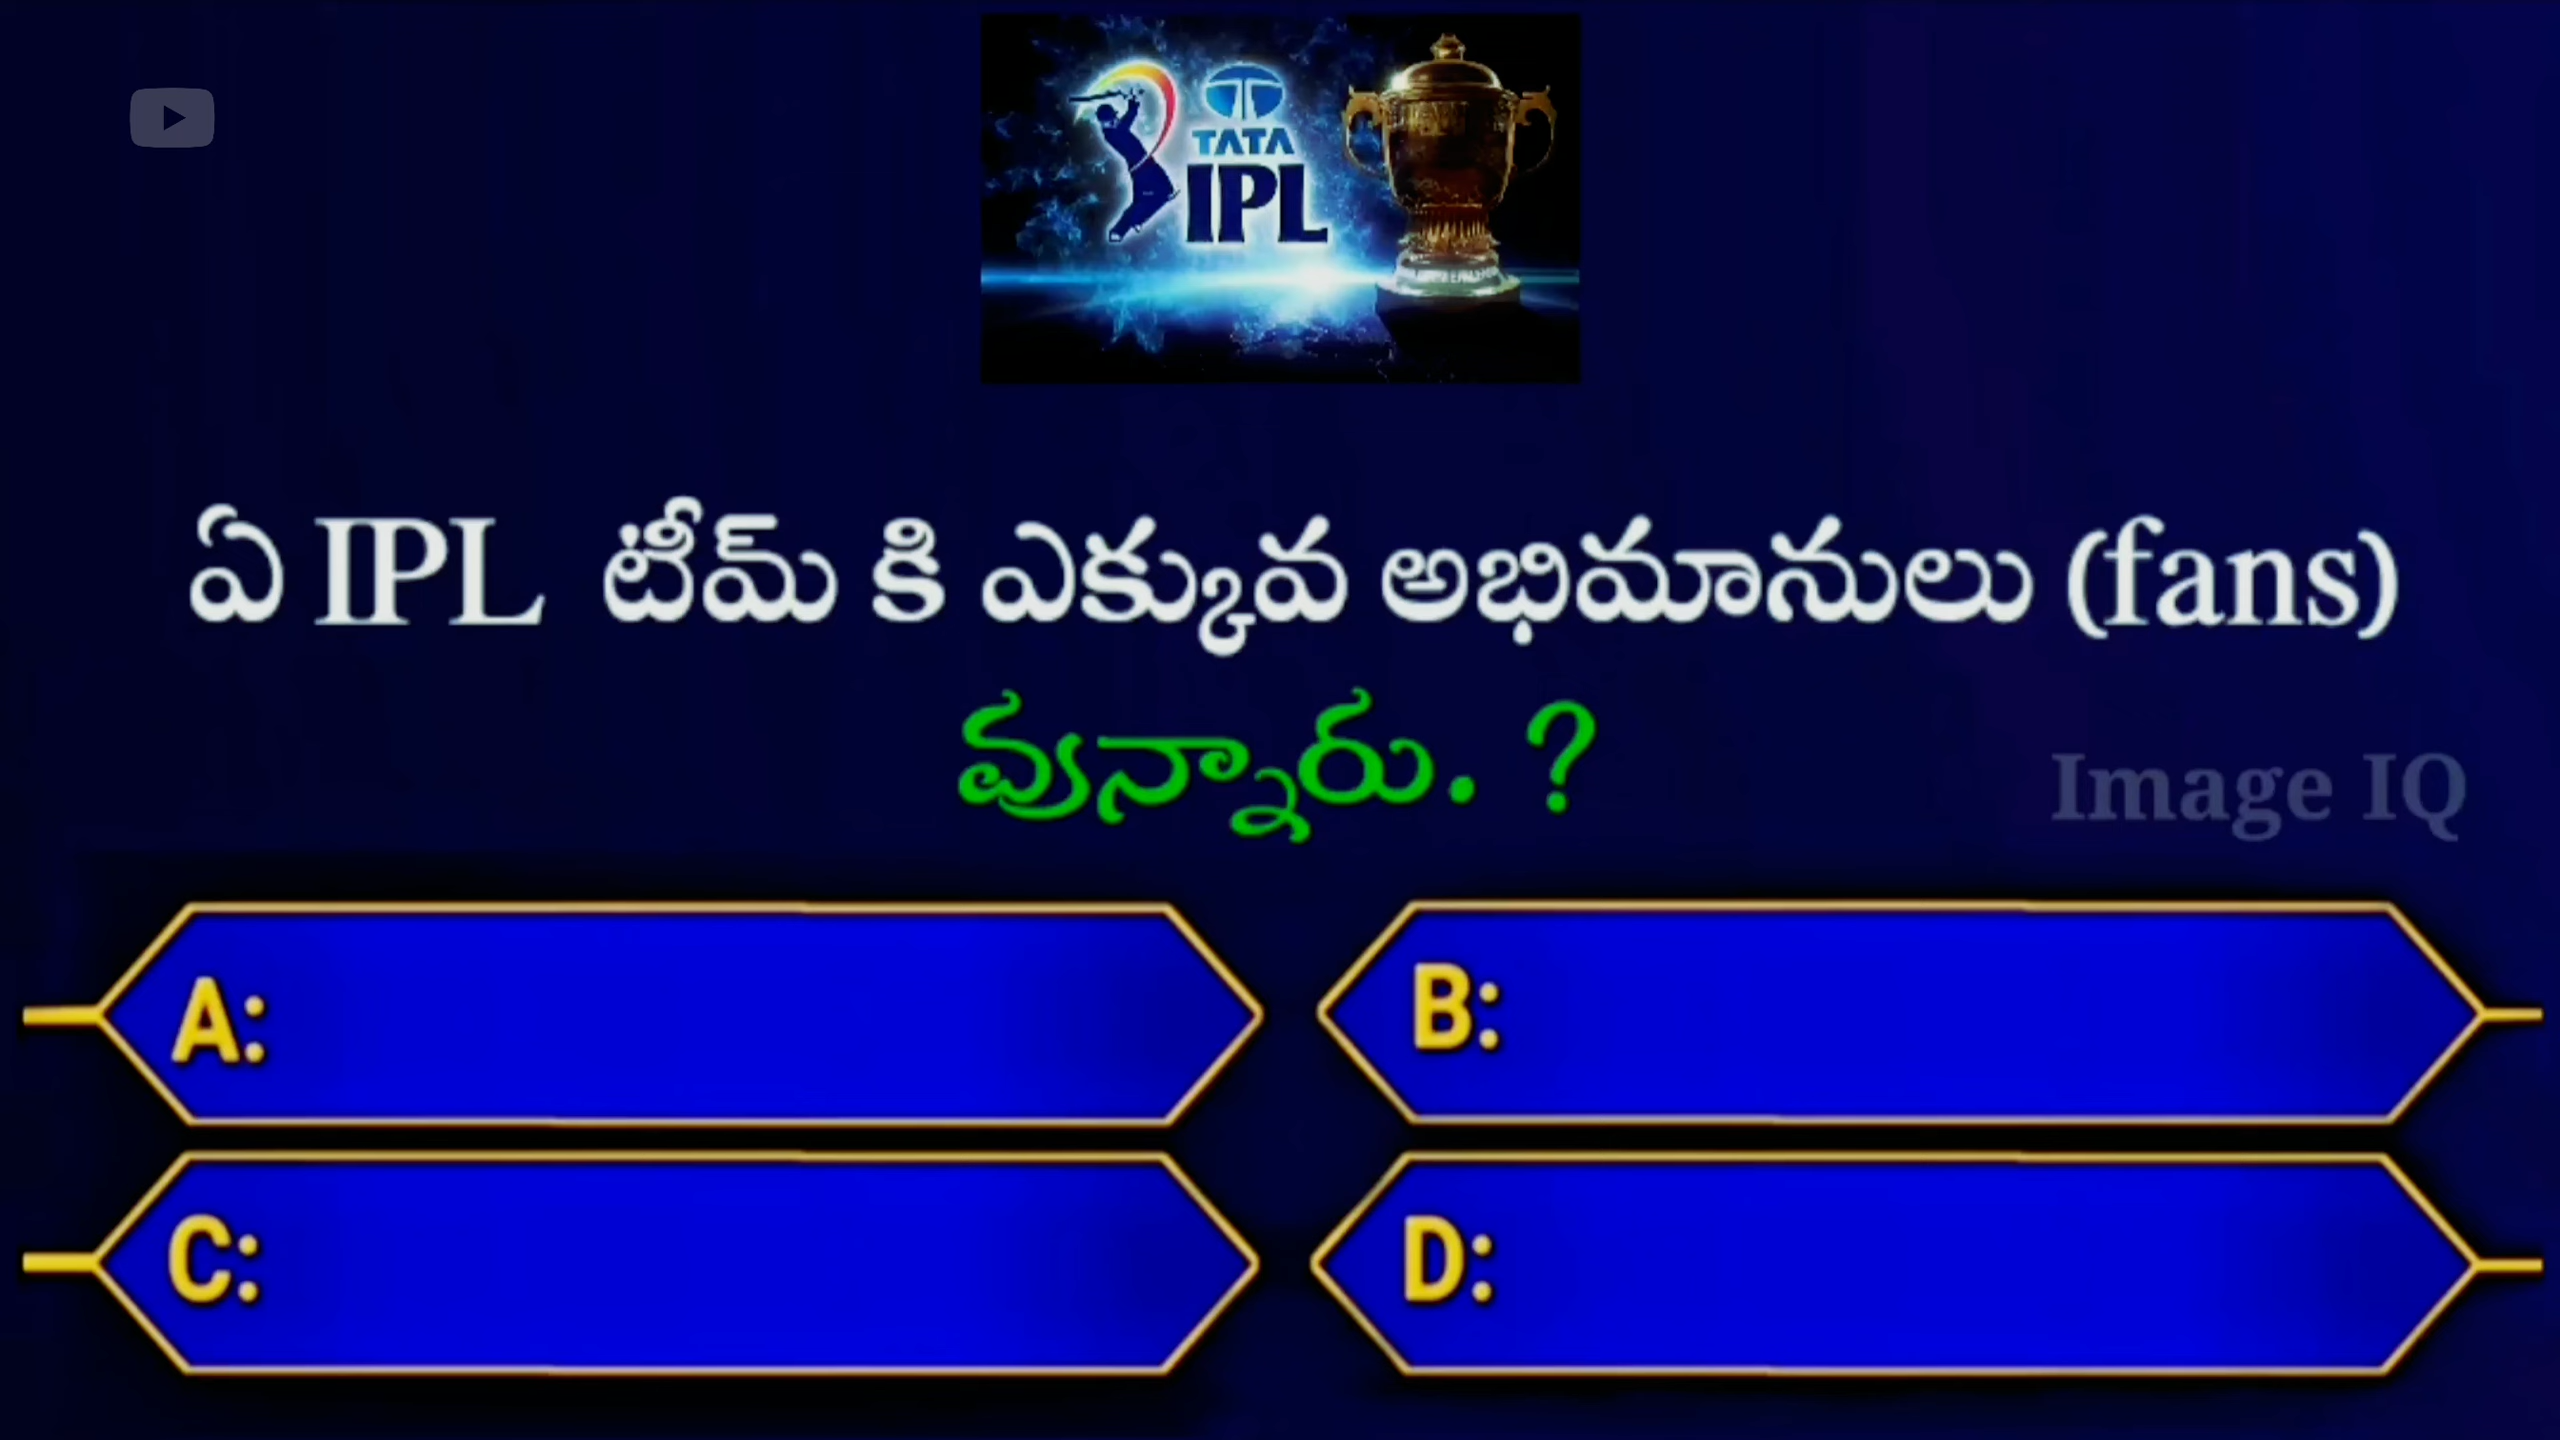 TATA
IPL
ఏ IPL టీమ్ కి ఎక్కువ అభిమానులు (fans)
వున్నారు. ?
Image IQ
A:
B:
C:
D: